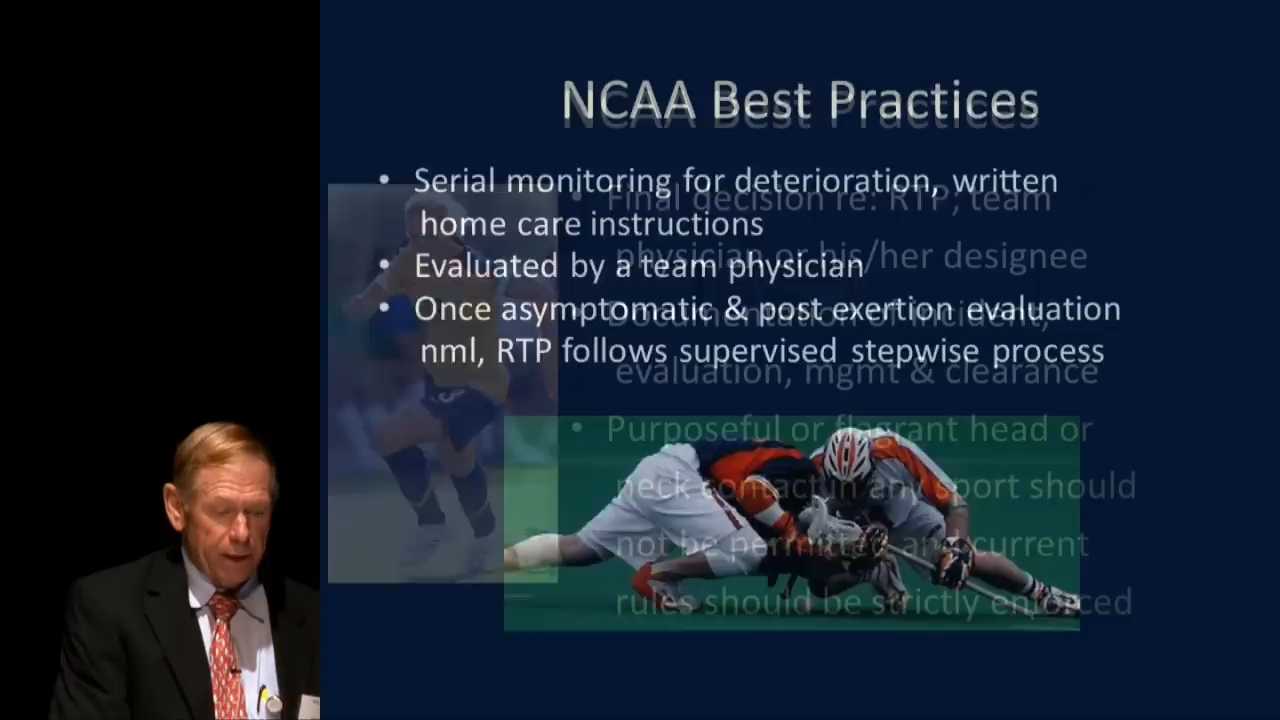 NCAA Best Practices
• Serial monitoring for deterioration, written
home care instructions
• Evaluated by a team physician
• Once asymptomatic & post exertion evaluation
nml, RTP follows supervised stepwise process
• Final decision re: RTP; team
physician or his/her designee
• Documentation of incident,
evaluation, mgmt & clearance
• Purposeful or flagrant head or
neck contact in any sport should
not be permitted and current
rules should be strictly enforced